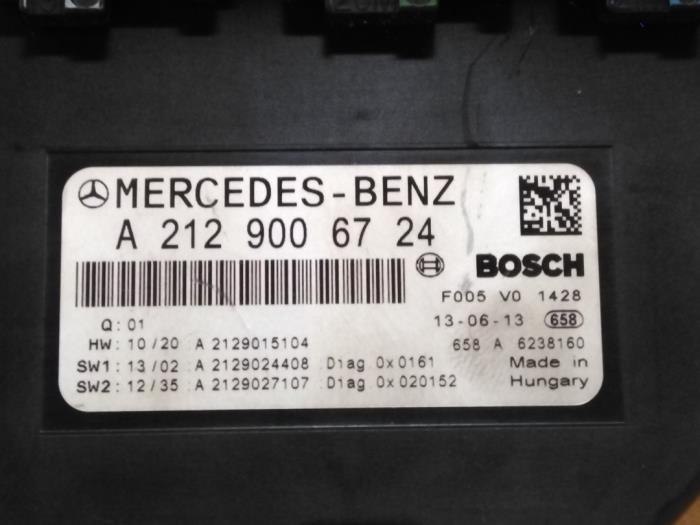 MERCEDES-BENZ
A 212 900 67 24
BOSCH
F005 V0 1428
Q: 01
13-06-13 658
HW: 10/20 A 2129015104
658 A 6238160
SW1: 13/02 A 2129024408 Diag 0x0161
Made in
SW2: 12/35 A 2129027107 Diag 0x020152
Hungary